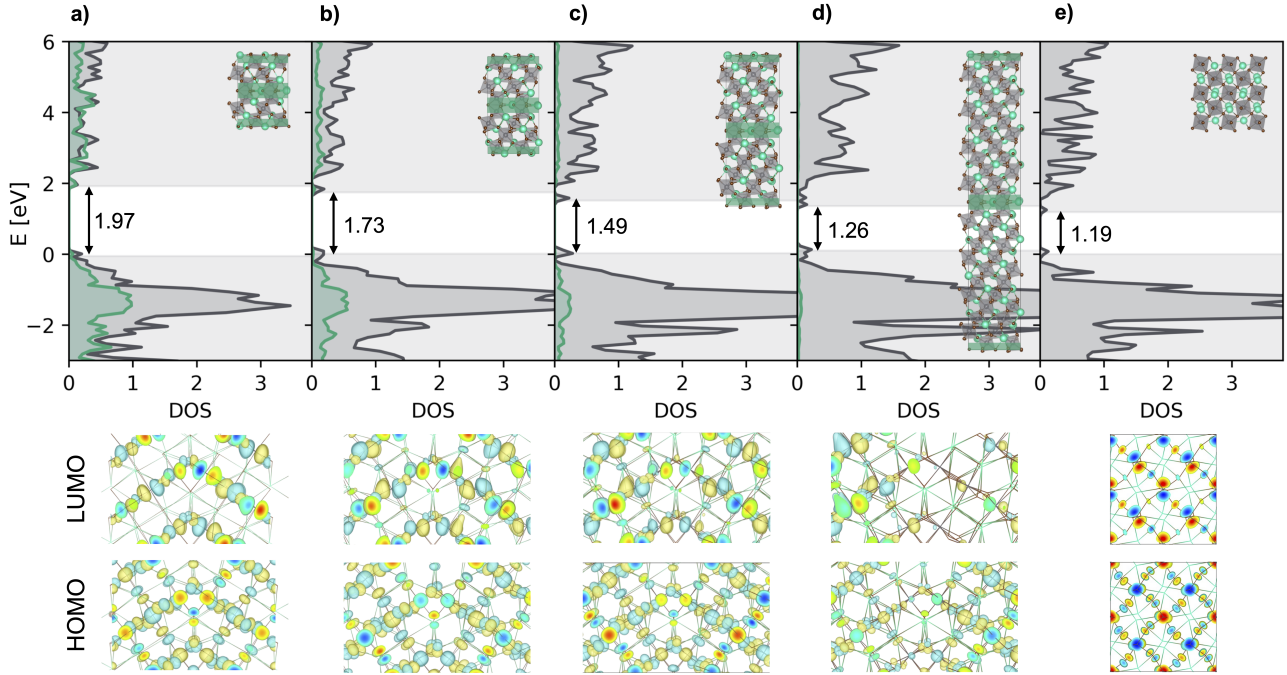 a) b) c) d) e)
6
4
2
0
−2
E [eV]
1.97 1.73 1.49 1.26 1.19
0 1 2 3 0 1 2 3 0 1 2 3 0 1 2 3 0 1 2 3
DOS DOS DOS DOS DOS
LUMO
HOMO